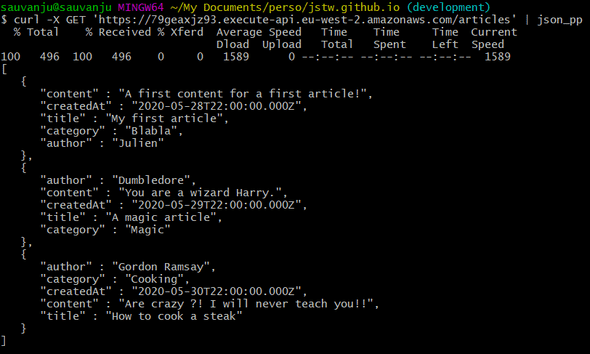 sauvanju@sauvanju MINGW64 ~/My Documents/perso/jstw.github.io (development)
$ curl -X GET 'https://79geaxjz93.execute-api.eu-west-2.amazonaws.com/articles' | json_pp
  % Total    % Received % Xferd  Average Speed   Time    Time     Time  Current
                                 Dload  Upload   Total   Spent    Left  Speed
100   496  100   496    0     0   1589      0 --:--:-- --:--:-- --:--:--  1589
[
   {
      "content" : "A first content for a first article!",
      "createdAt" : "2020-05-28T22:00:00.000Z",
      "title" : "My first article",
      "category" : "Blabla",
      "author" : "Julien"
   },
   {
      "author" : "Dumbledore",
      "content" : "You are a wizard Harry.",
      "createdAt" : "2020-05-29T22:00:00.000Z",
      "title" : "A magic article",
      "category" : "Magic"
   },
   {
      "author" : "Gordon Ramsay",
      "category" : "Cooking",
      "createdAt" : "2020-05-30T22:00:00.000Z",
      "content" : "Are crazy ?! I will never teach you!!",
      "title" : "How to cook a steak"
   }
]